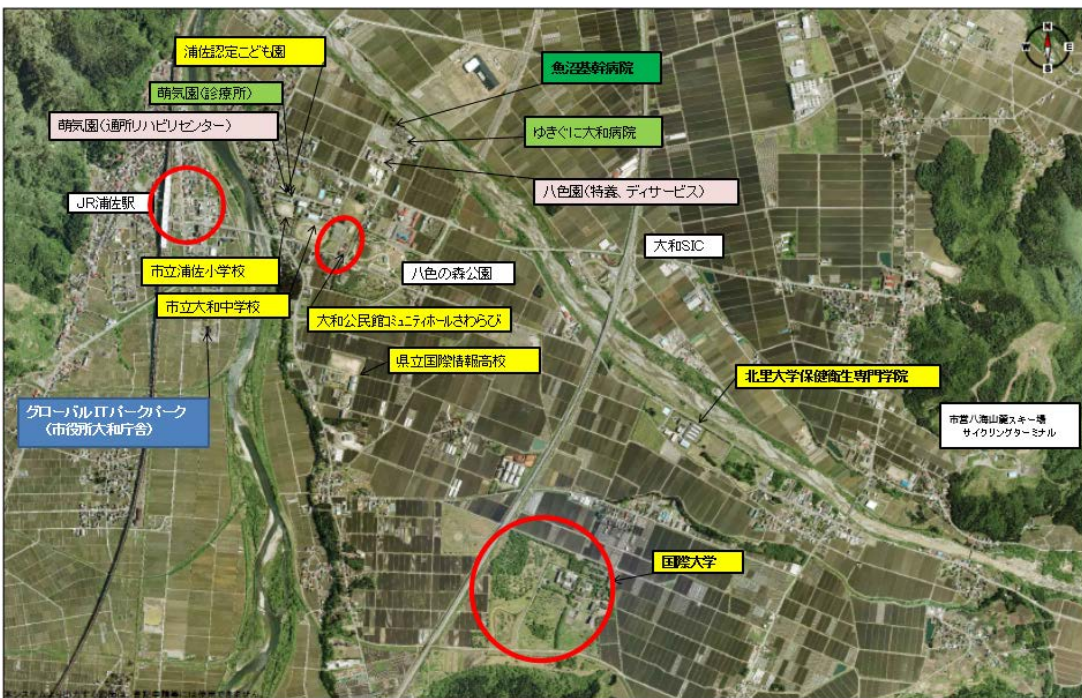 浦佐認定こども園
魚沼基幹病院
萌気園(診療所)
萌気園(通所リハビリセンター)
ゆきぐに大和病院
八色園(特養、デイサービス)
JR浦佐駅
大和SIC
八色の森公園
市立浦佐小学校
市立大和中学校
大和公民館コミュニティホールさわらび
県立国際情報高校
北里大学保健衛生専門学院
グローバルITパークパーク
(市役所大和庁舎)
市営八海山麓スキー場
サイクリングターミナル
国際大学
N
W
E
S